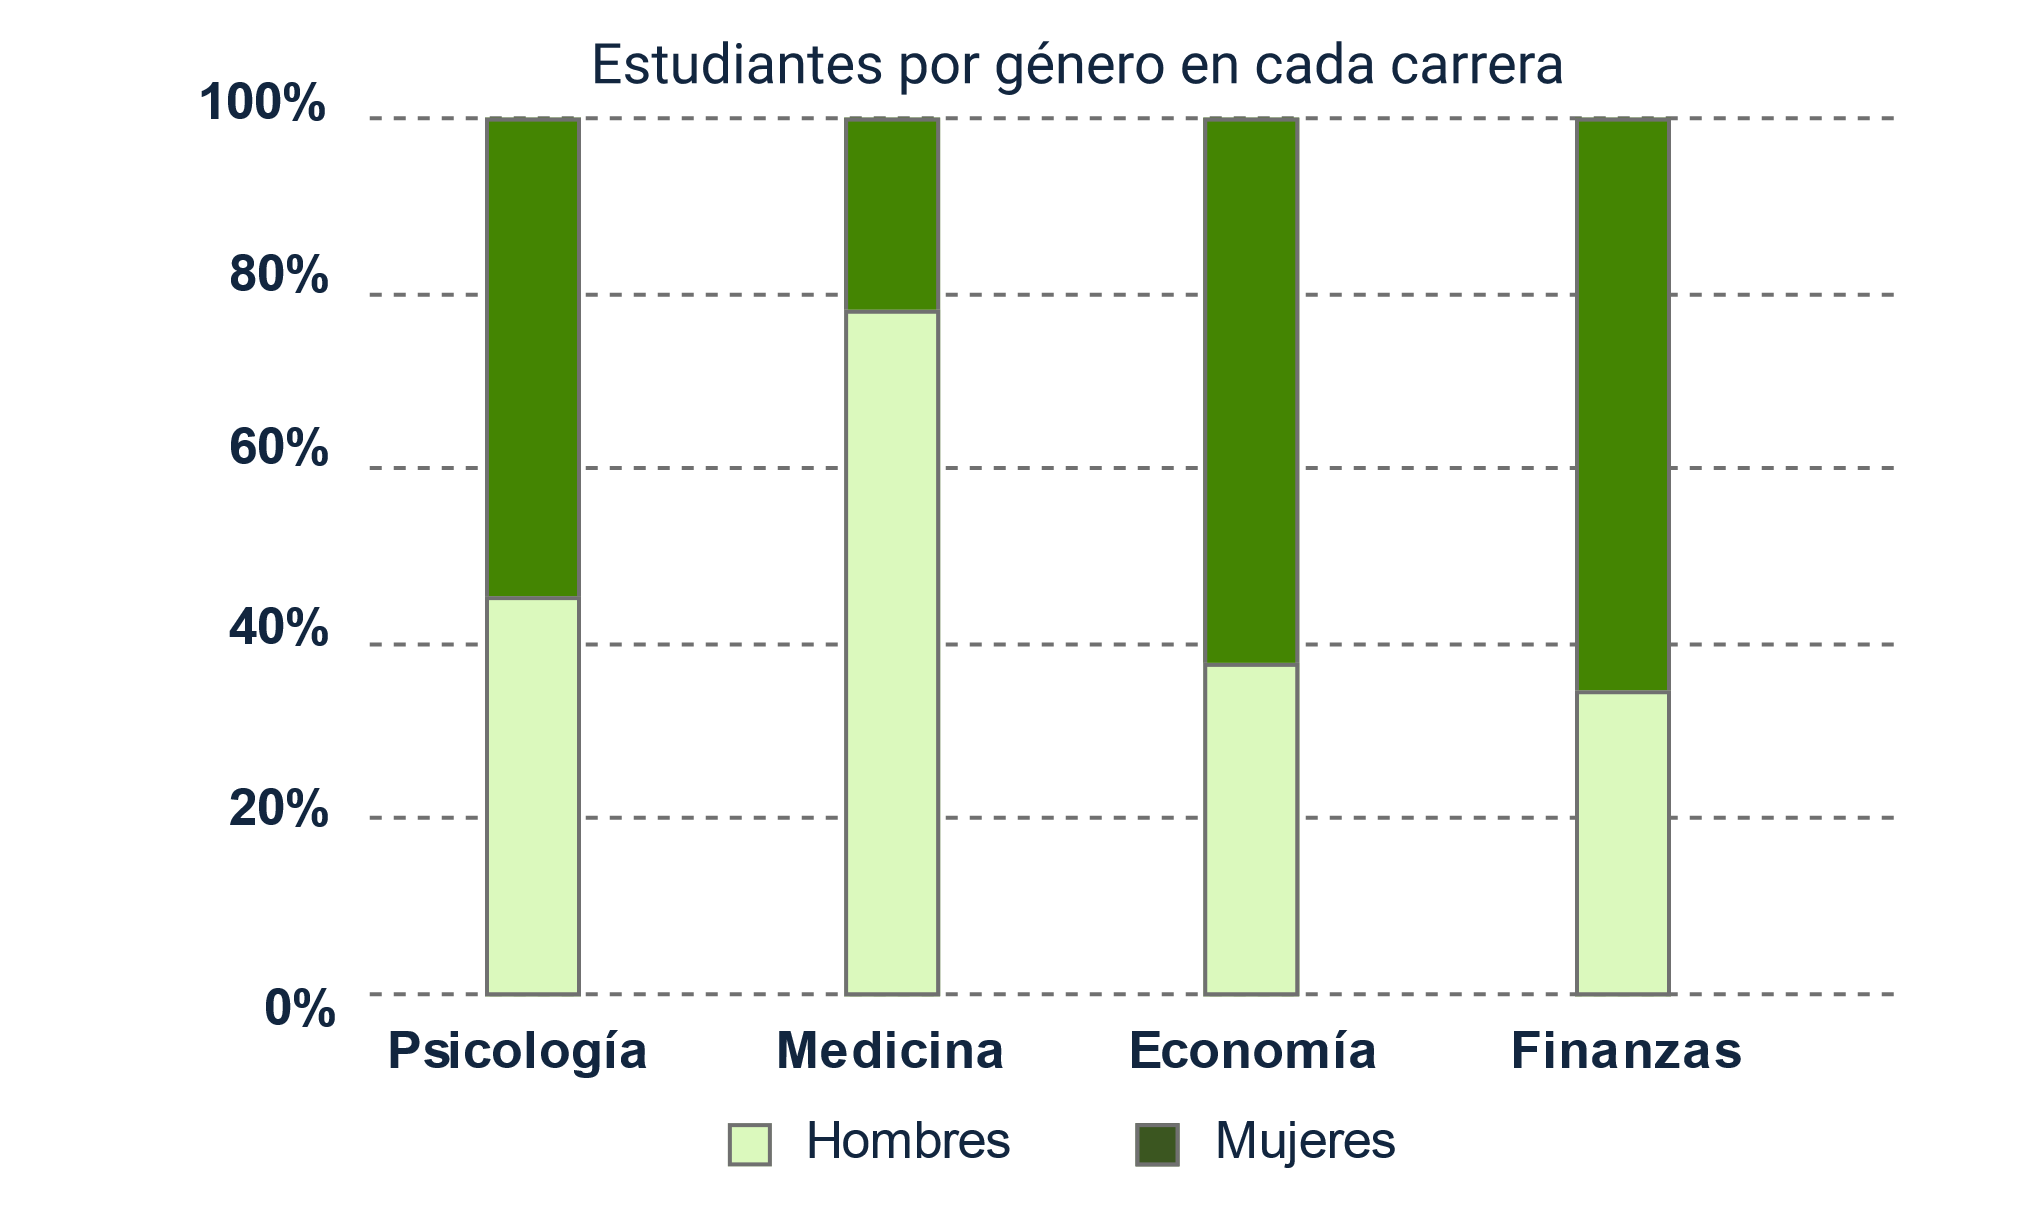 Estudiantes por género en cada carrera
100%
80%
60%
40%
20%
0%
Psicología Medicina Economía Finanzas
Hombres Mujeres